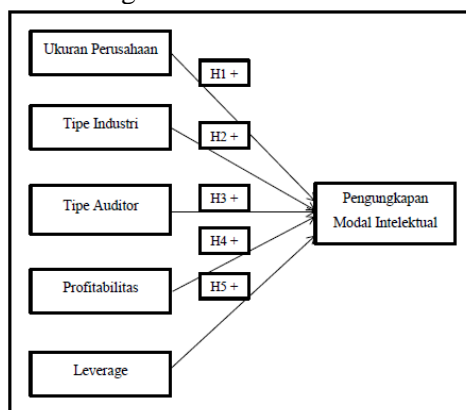 Ukuran Perusahaan
H1 +
Tipe Industri
H2 +
Tipe Auditor
H3 +
Pengungkapan
Modal Intelektual
H4 +
Profitabilitas
H5 +
Leverage